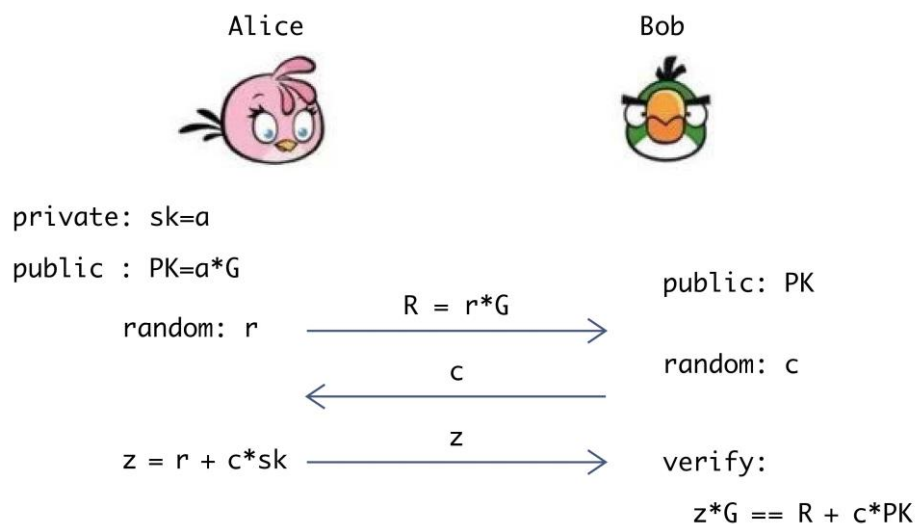 Alice
Bob
private: sk=a
public : PK=a*G
public: PK
R = r*G
random: r
random: c
c
z
z = r + c*sk
verify:
z*G == R + c*PK